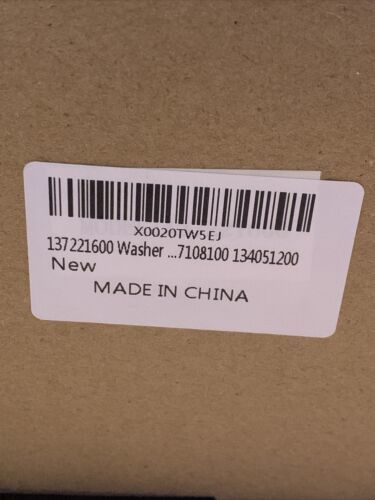 X0020TW5EJ
137221600 Washer ...7108100 134051200
New
MADE IN CHINA